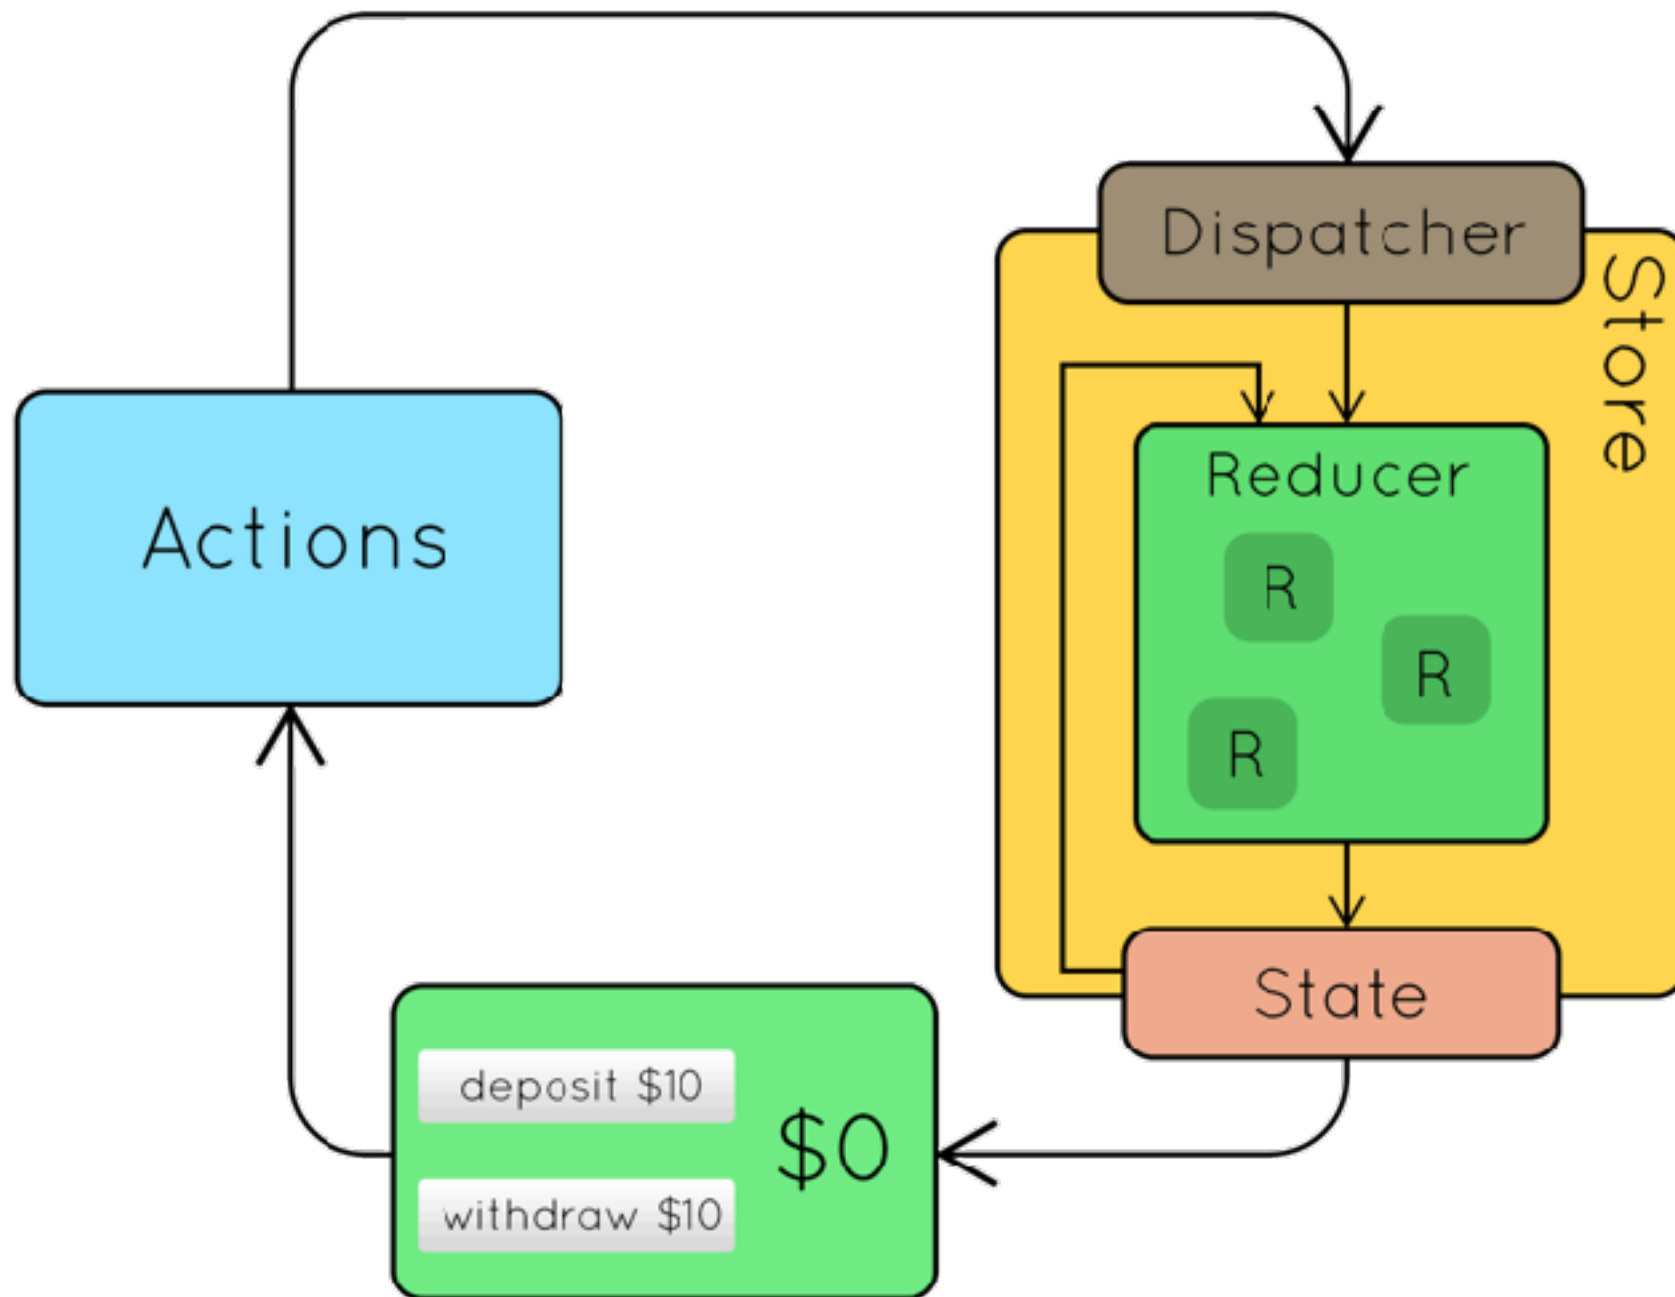 Dispatcher
Store
Reducer
R
R
R
Actions
State
deposit $10
$0
withdraw $10